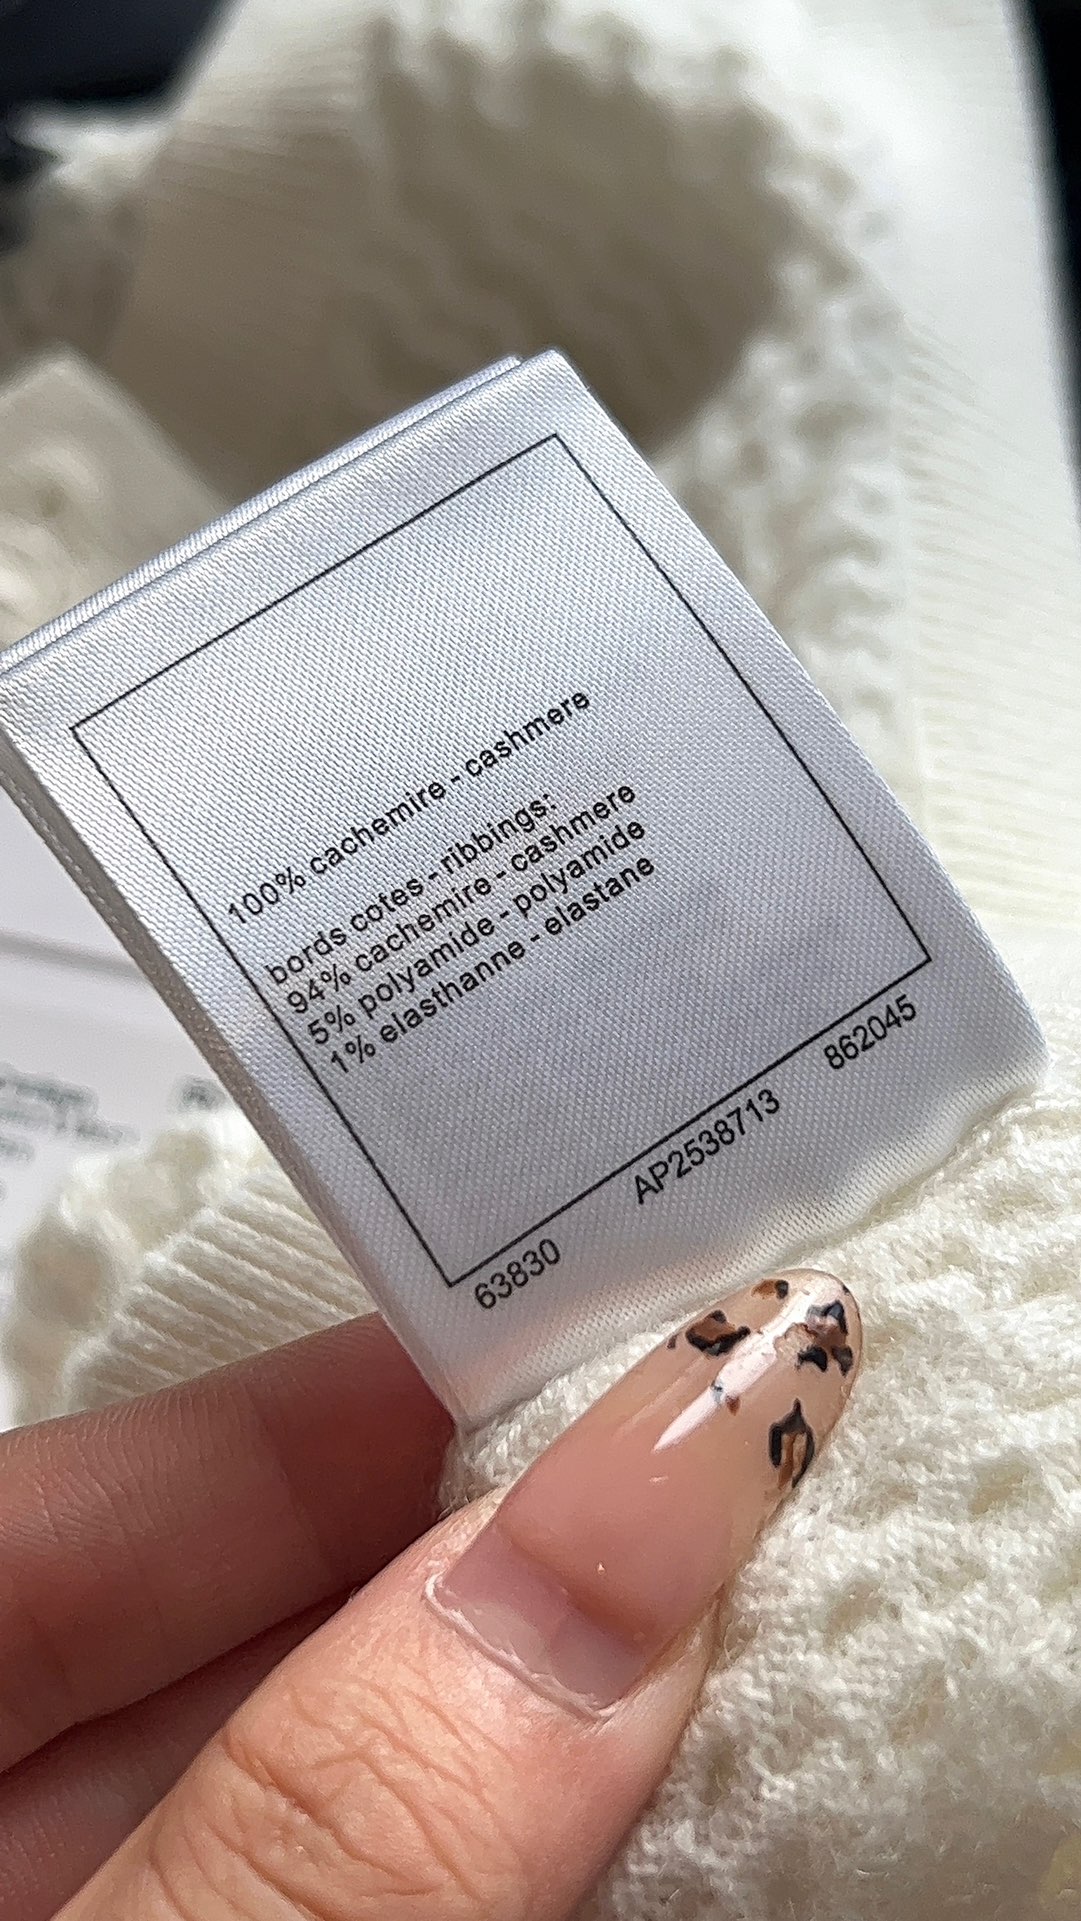 100% cachemire - cashmere
bords cotes - ribbings:
94% cachemire - cashmere
5% polyamide - polyamide
1% elasthanne - elastane
63830 AP2538713 862045